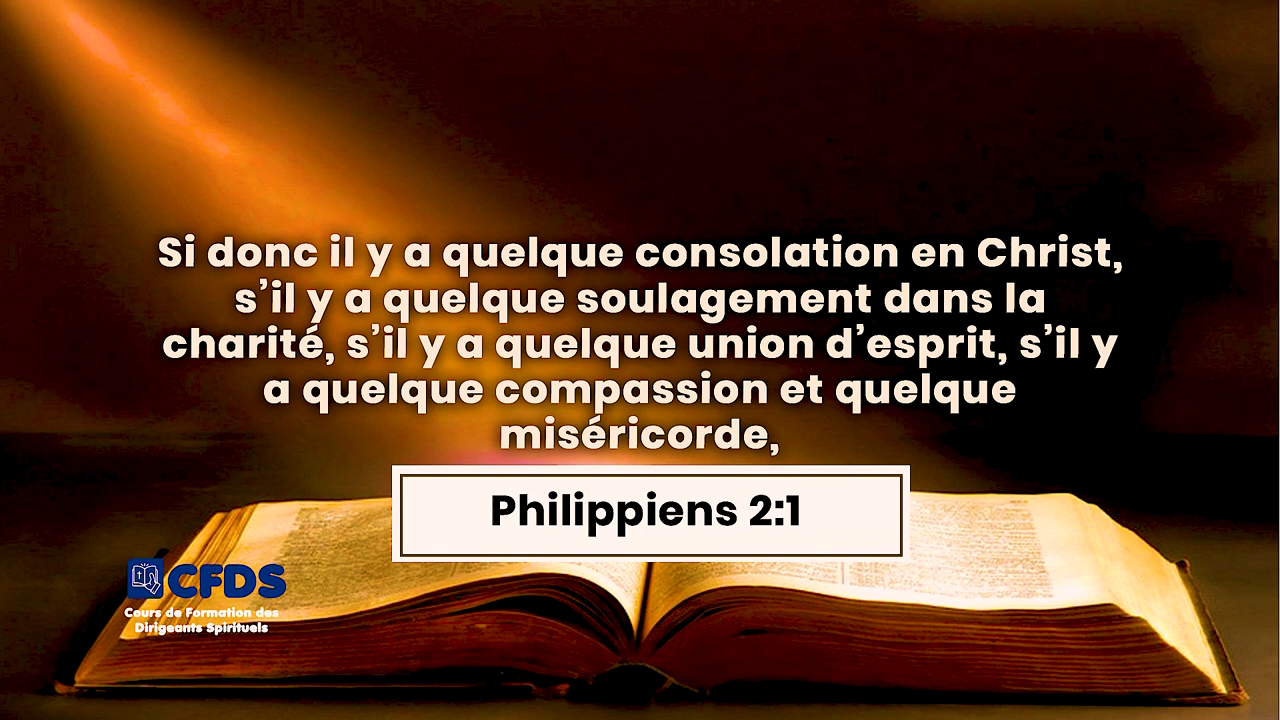 Si donc il y a quelque consolation en Christ,
s’il y a quelque soulagement dans la
charité, s’il y a quelque union d’esprit, s’il y
a quelque compassion et quelque
miséricorde,
Philippiens 2:1
CFDS
Cours de Formation des
Dirigeants Spirituels